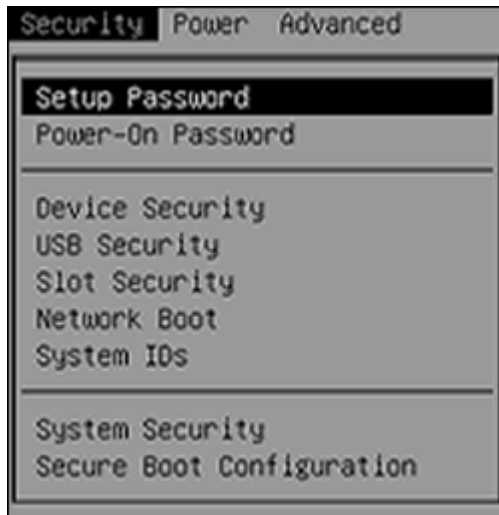 Security Power Advanced
Setup Password
Power-On Password
Device Security
USB Security
Slot Security
Network Boot
System IDs
System Security
Secure Boot Configuration